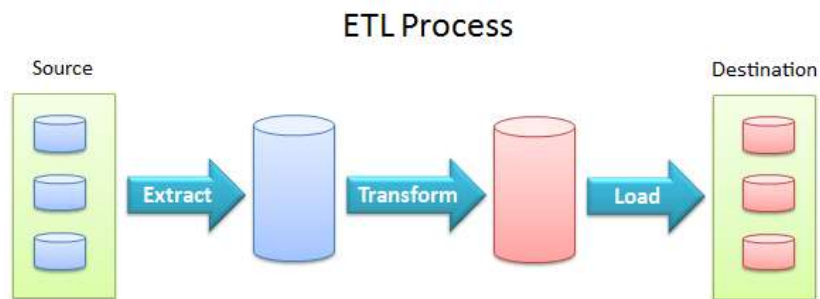 ETL Process
Source
Destination
Extract
Transform
Load